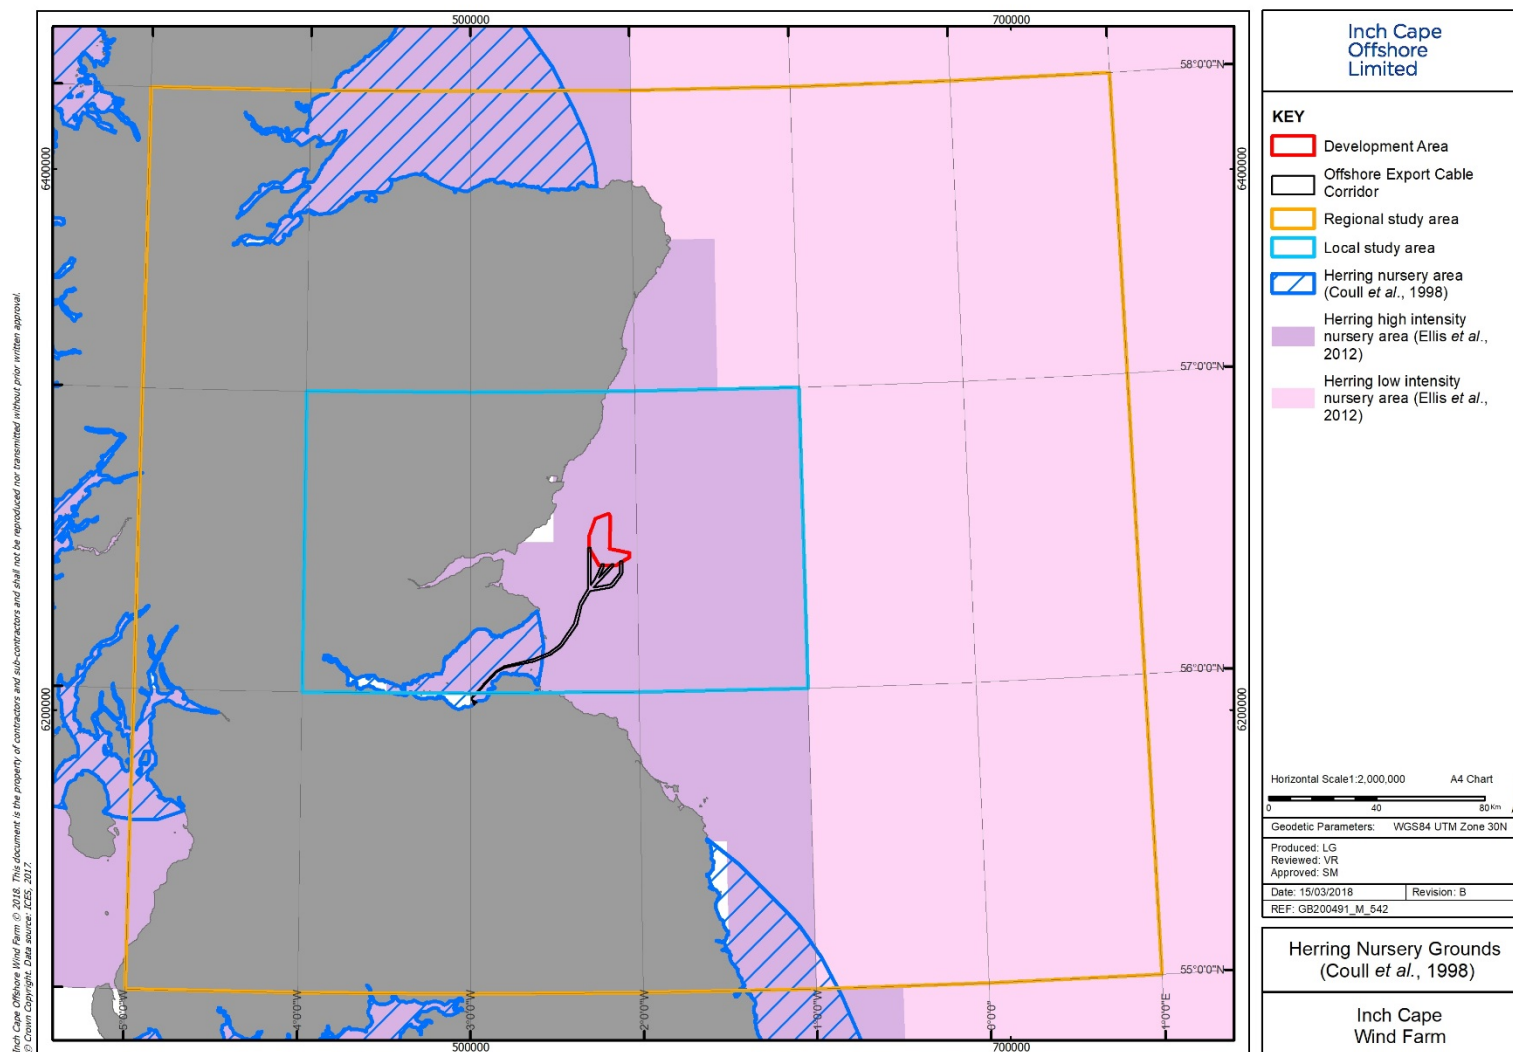 500000
700000
58°0'0"N
6400000
6400000
57°0'0"N
56°0'0"N
6200000
6200000
55°0'0"N
5°0'0"W
4°0'0"W
3°0'0"W
2°
1°0'0"W
0°0'0"
1°0'0"E
500000
700000
Inch Cape Offshore Wind Farm © 2018. This document is the property of contractors and sub-contractors and shall not be reproduced nor transmitted without prior written approval.
© Crown Copyright. Data source: ICES, 2017.
Inch Cape
Offshore
Limited
KEY
Development Area
Offshore Export Cable
Corridor
Regional study area
Local study area
Herring nursery area
(Coull et al., 1998)
Herring high intensity
nursery area (Ellis et al.,
2012)
Herring low intensity
nursery area (Ellis et al.,
2012)
Horizontal Scale1:2,000,000 A4 Chart
0 40 80 Km
Geodetic Parameters: WGS84 UTM Zone 30N
Produced: LG
Reviewed: VR
Approved: SM
Date: 15/03/2018 Revision: B
REF: GB200491_M_542
Herring Nursery Grounds
(Coull et al., 1998)
Inch Cape
Wind Farm